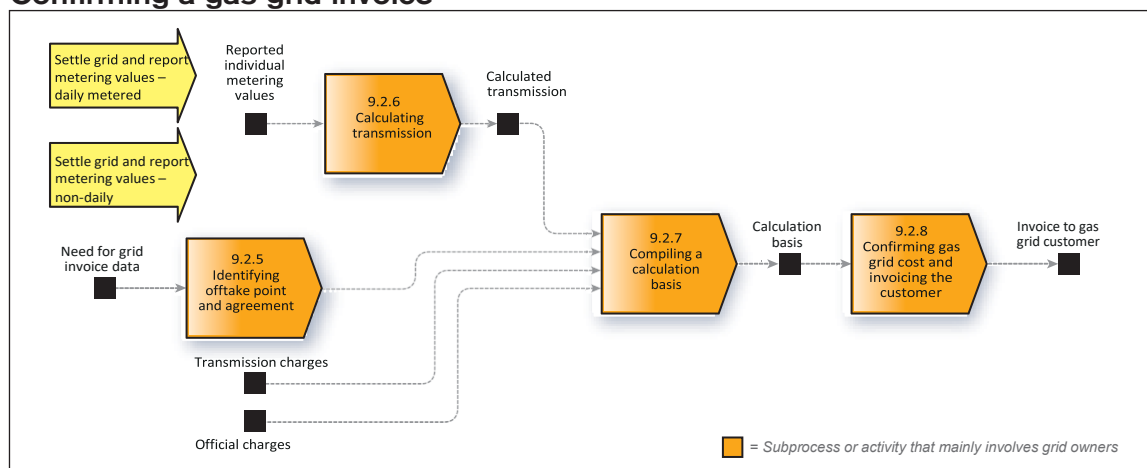 Confirming a gas grid invoice
Settle grid and report
metering values –
daily metered
Reported
individual
metering
values
9.2.6
Calculating
transmission
Calculated
transmission
Settle grid and report
metering values –
non-daily
Need for grid
invoice data
9.2.5
Identifying
offtake point
and agreement
9.2.7
Compiling a
calculation
basis
Calculation
basis
9.2.8
Confirming gas
grid cost and
invoicing the
customer
Invoice to gas
grid customer
Transmission charges
Official charges
= Subprocess or activity that mainly involves grid owners